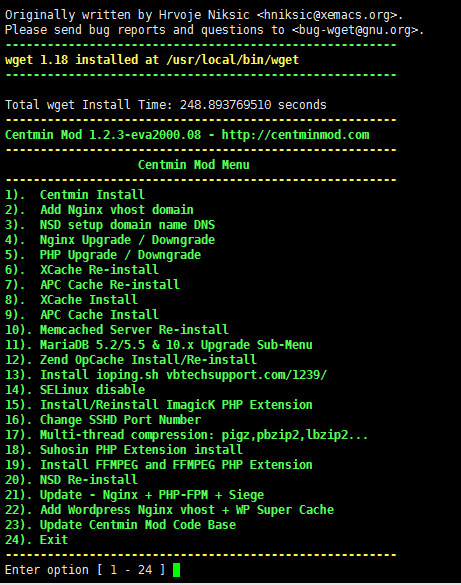 Originally written by Hrvoje Niksic <hniksic@xemacs.org>.
Please send bug reports and questions to <bug-wget@gnu.org>.
--------------------------------------------------------
wget 1.18 installed at /usr/local/bin/wget
--------------------------------------------------------
Total wget Install Time: 248.893769510 seconds
--------------------------------------------------------
Centmin Mod 1.2.3-eva2000.08 - http://centminmod.com
--------------------------------------------------------
Centmin Mod Menu
--------------------------------------------------------
1). Centmin Install
2). Add Nginx vhost domain
3). NSD setup domain name DNS
4). Nginx Upgrade / Downgrade
5). PHP Upgrade / Downgrade
6). XCache Re-install
7). APC Cache Re-install
8). XCache Install
9). APC Cache Install
10). Memcached Server Re-install
11). MariaDB 5.2/5.5 & 10.x Upgrade Sub-Menu
12). Zend OpCache Install/Re-install
13). Install ioping.sh vbtechsupport.com/1239/
14). SELinux disable
15). Install/Reinstall ImagicK PHP Extension
16). Change SSHD Port Number
17). Multi-thread compression: pigz,pbzip2,lbzip2...
18). Suhosin PHP Extension install
19). Install FFMPEG and FFMPEG PHP Extension
20). NSD Re-install
21). Update - Nginx + PHP-FPM + Siege
22). Add Wordpress Nginx vhost + WP Super Cache
23). Update Centmin Mod Code Base
24). Exit
--------------------------------------------------------
Enter option [ 1 - 24 ]